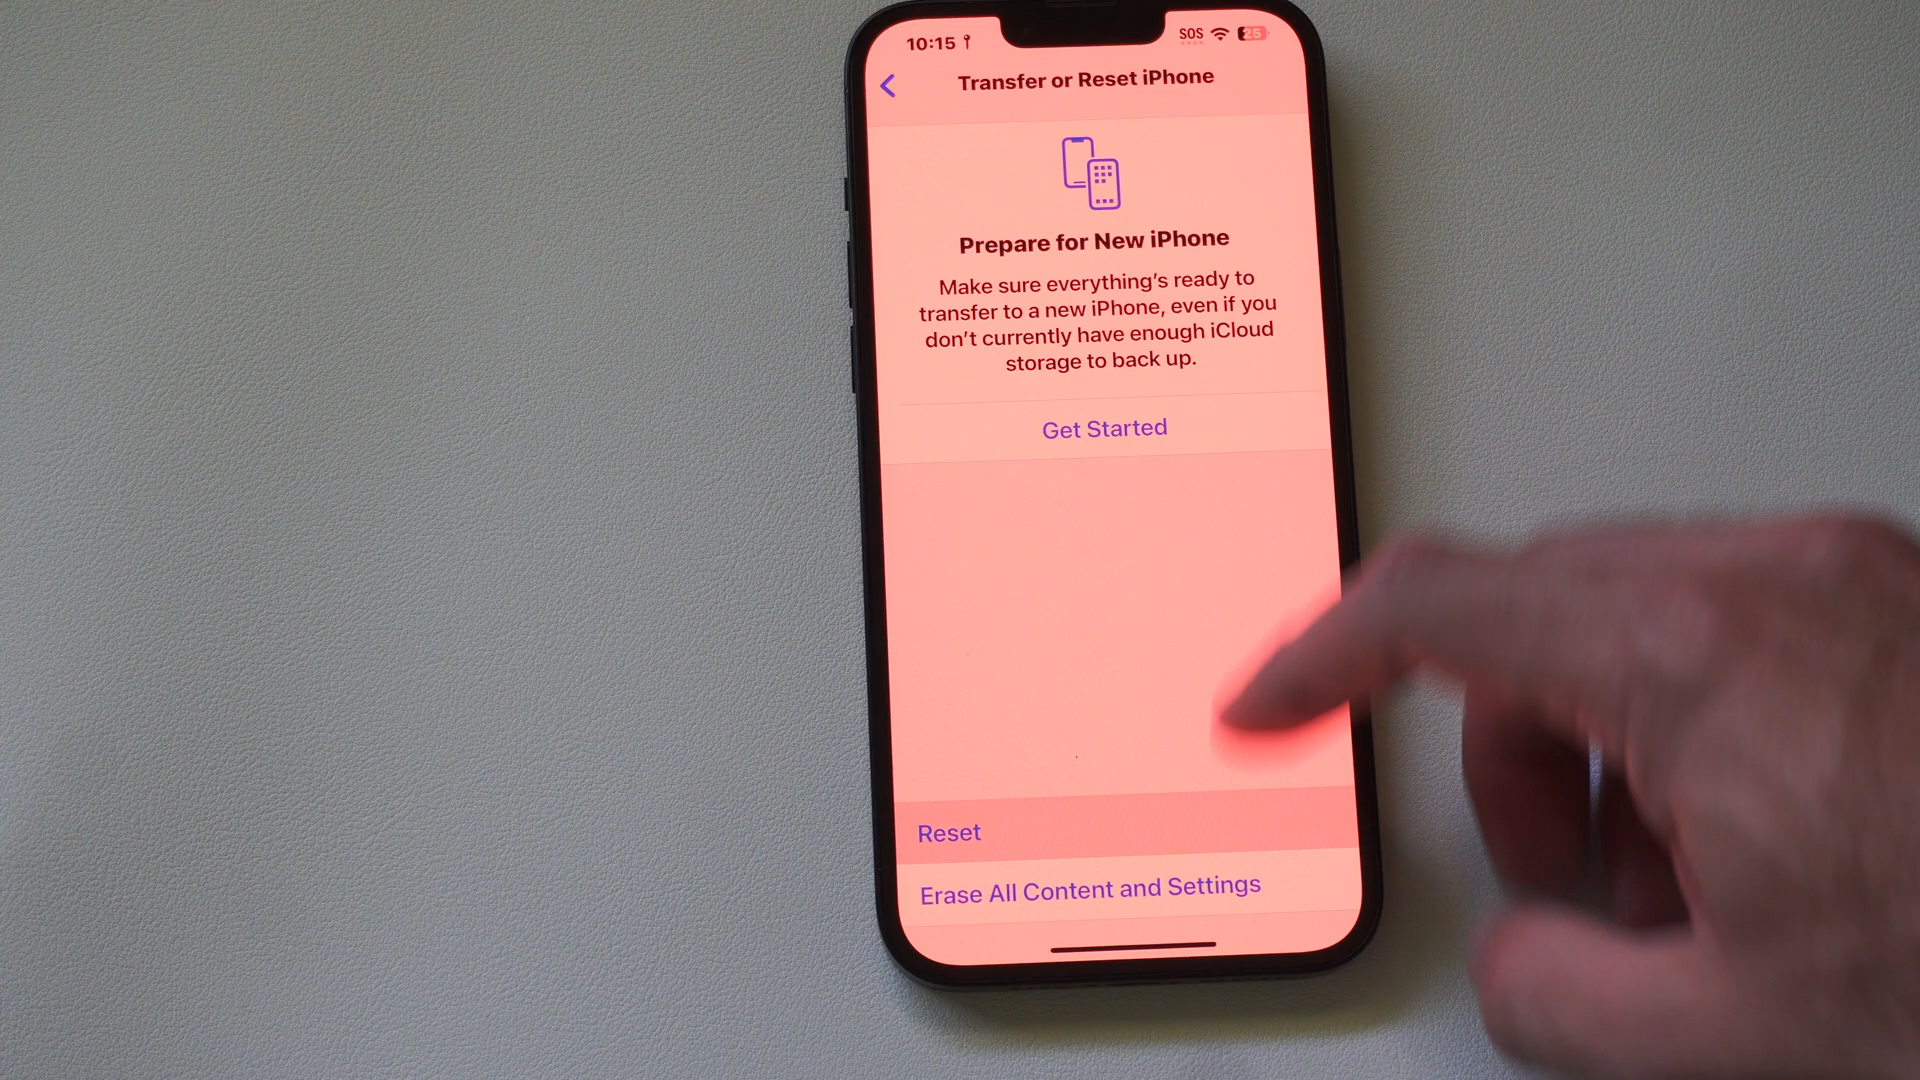 10:15
SOS
25
Transfer or Reset iPhone
Prepare for New iPhone
Make sure everything’s ready to
transfer to a new iPhone, even if you
don’t currently have enough iCloud
storage to back up.
Get Started
Reset
Erase All Content and Settings